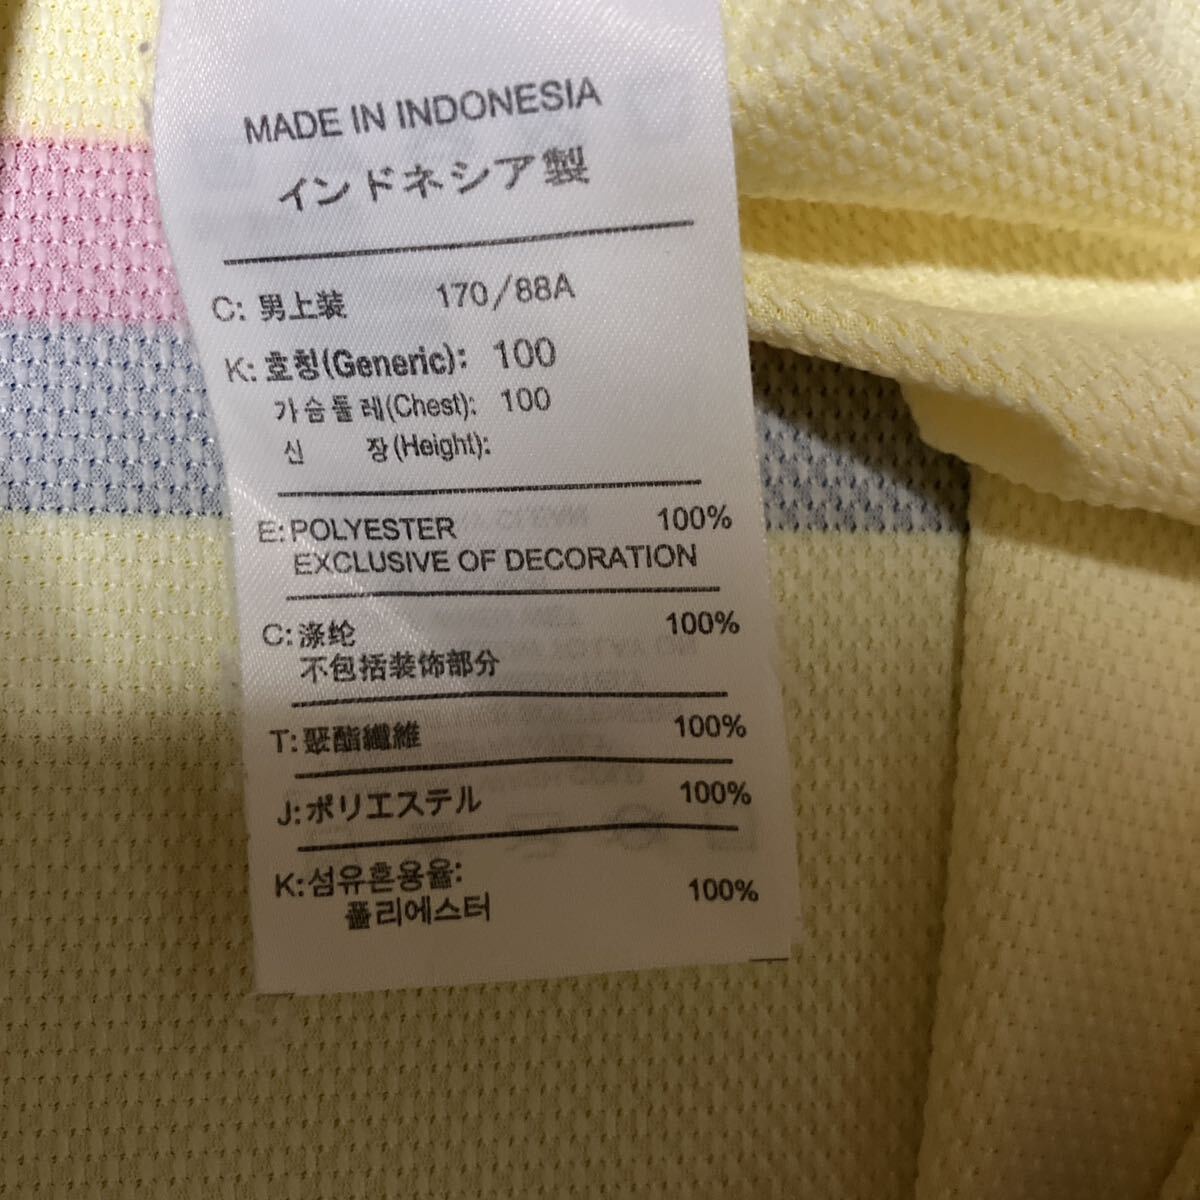 MADE IN INDONESIA
インドネシア製
C: 男上装 170/88A
K: 호칭(Generic): 100
가슴둘레(Chest): 100
신 장(Height):
E: POLYESTER 100%
EXCLUSIVE OF DECORATION
C: 涤纶 100%
不包括装饰部分
T: 聚酯纖維 100%
J: ポリエステル 100%
K: 섬유혼용율:
폴리에스터 100%